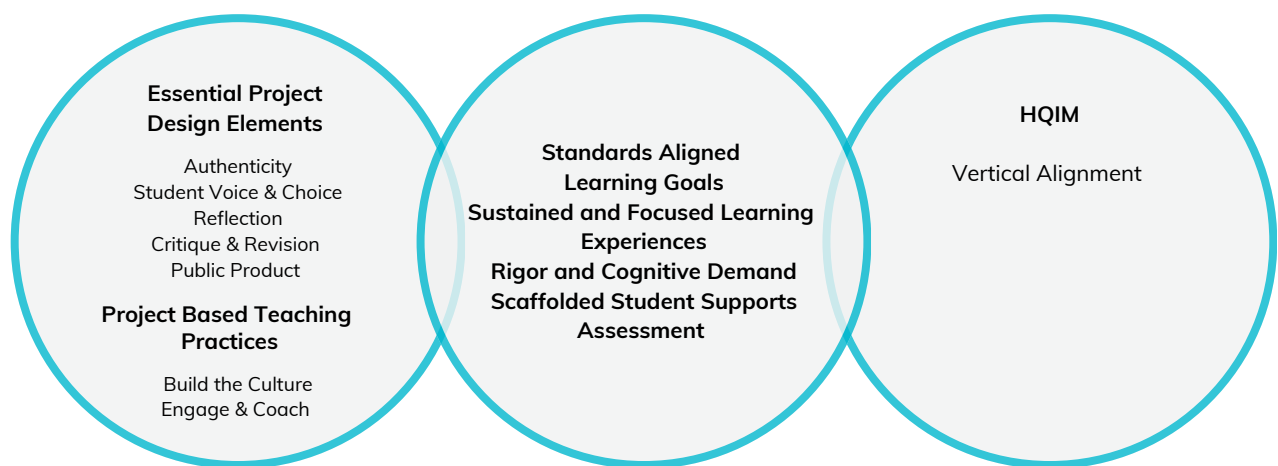 Essential Project
Design Elements
Authenticity
Student Voice & Choice
Reflection
Critique & Revision
Public Product
Project Based Teaching
Practices
Build the Culture
Engage & Coach
Standards Aligned
Learning Goals
Sustained and Focused Learning
Experiences
Rigor and Cognitive Demand
Scaffolded Student Supports
Assessment
HQIM
Vertical Alignment